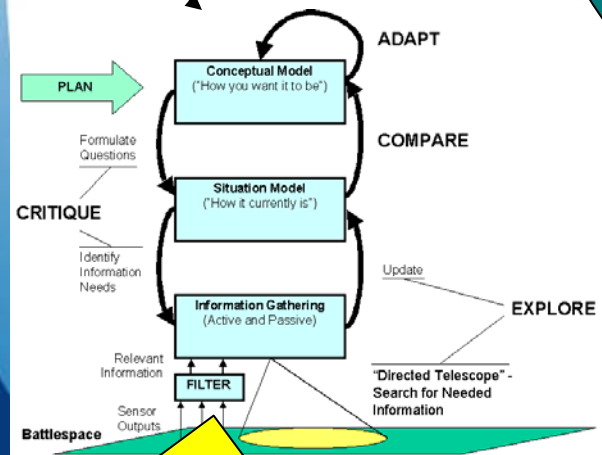 ADAPT
Conceptual Model
("How you want it to be")
PLAN
COMPARE
Formulate
Questions
Situation Model
("How it currently is")
CRITIQUE
Identify
Information
Needs
Update
Information Gathering
(Active and Passive)
EXPLORE
Relevant
Information
FILTER
"Directed Telescope" -
Search for Needed
Information
Sensor
Outputs
Battlespace